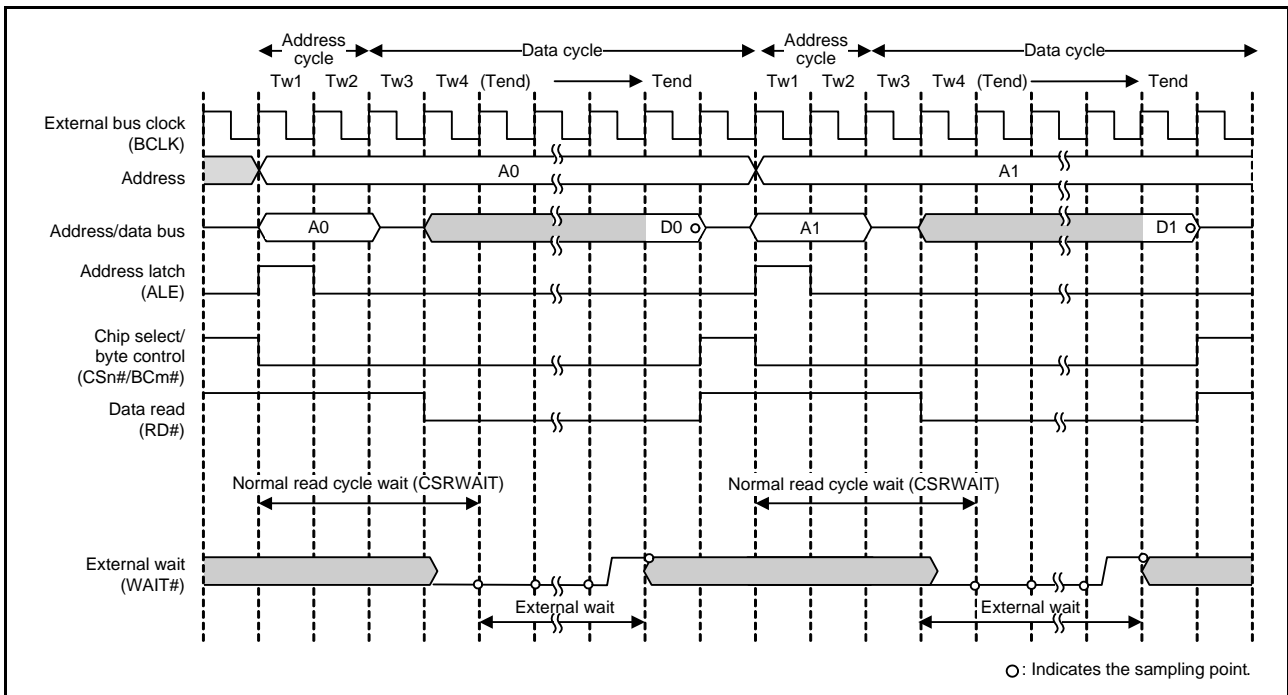 Address
cycle
Data cycle
Address
cycle
Data cycle
Tw1 Tw2 Tw3 Tw4 (Tend) Tend Tw1 Tw2 Tw3 Tw4 (Tend) Tend
External bus clock
(BCLK)
Address
A0 A1
Address/data bus
A0 D0 A1 D1
Address latch
(ALE)
Chip select/
byte control
(CSn#/BCm#)
Data read
(RD#)
Normal read cycle wait (CSRWAIT) Normal read cycle wait (CSRWAIT)
External wait
(WAIT#)
External wait External wait
: Indicates the sampling point.